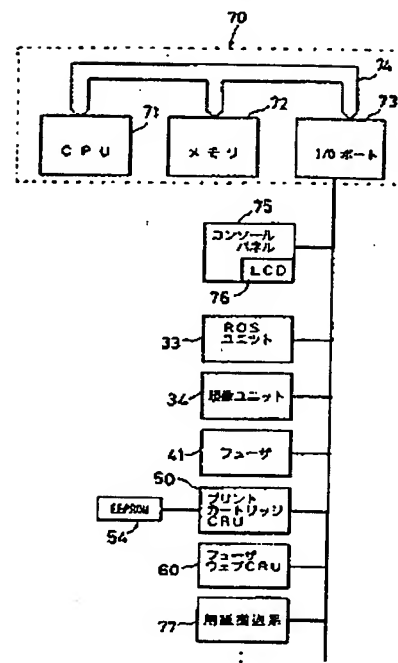 70
74
71
72
73
CPU
メモリ
I/Oポート
75
コンソール
パネル
LCD
76
ROS
ユニット
33
現像ユニット
34
フューザ
41
50
プリント
カートリッジ
CRU
EEPROM
54
フューザ
ウェブCRU
60
用紙搬送系
77